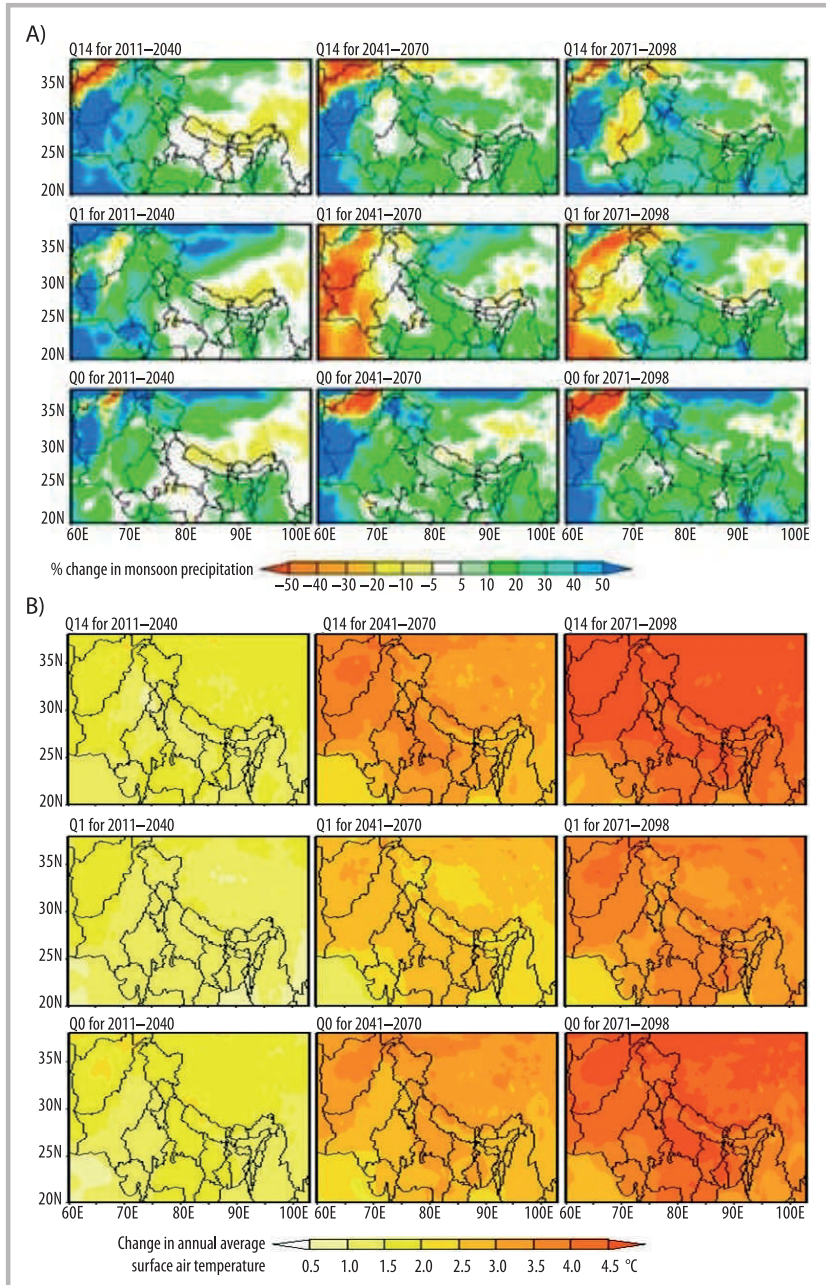 A)
Q14 for 2011–2040 Q14 for 2041–2070 Q14 for 2071–2098
35N
30N
25N
20N
Q1 for 2011–2040 Q1 for 2041–2070 Q1 for 2071–2098
35N
30N
25N
20N
Q0 for 2011–2040 Q0 for 2041–2070 Q0 for 2071–2098
35N
30N
25N
20N
60E 70E 80E 90E 100E 60E 70E 80E 90E 100E 60E 70E 80E 90E 100E
% change in monsoon precipitation
−50 −40 −30 −20 −10 −5 5 10 20 30 40 50
B)
Q14 for 2011–2040 Q14 for 2041–2070 Q14 for 2071–2098
35N
30N
25N
20N
Q1 for 2011–2040 Q1 for 2041–2070 Q1 for 2071–2098
35N
30N
25N
20N
Q0 for 2011–2040 Q0 for 2041–2070 Q0 for 2071–2098
35N
30N
25N
20N
60E 70E 80E 90E 100E 60E 70E 80E 90E 100E 60E 70E 80E 90E 100E
Change in annual average
surface air temperature
0.5 1.0 1.5 2.0 2.5 3.0 3.5 4.0 4.5 °C